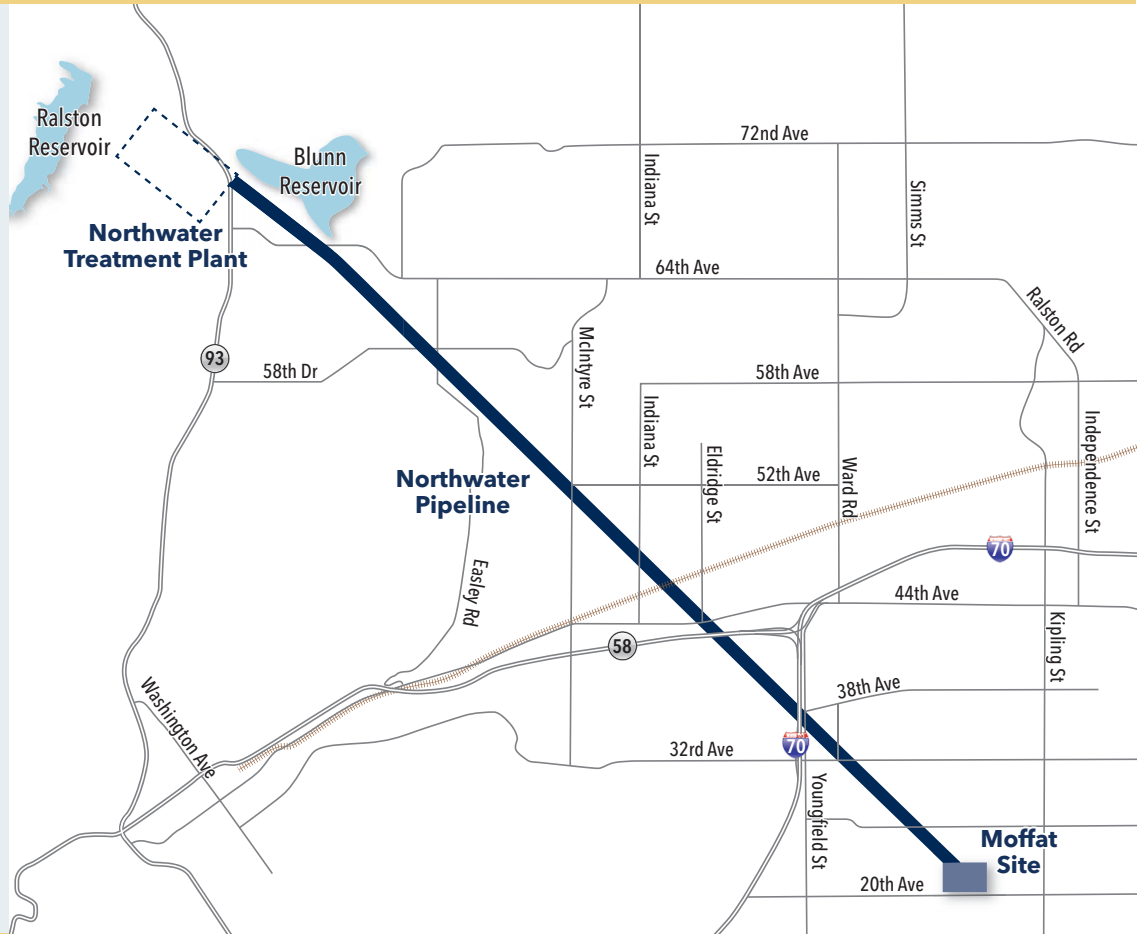 72nd Ave
Ralston
Reservoir
Blunn
Reservoir
Indiana St
Simms St
Northwater
Treatment Plant
64th Ave
Ralston Rd
McIntyre St
93
58th Dr
58th Ave
Indiana St
Independence St
Eldridge St
Ward Rd
52th Ave
Northwater
Pipeline
70
Easley Rd
44th Ave
Kipling St
58
Washington Ave
38th Ave
70
32rd Ave
Youngfield St
Moffat
Site
20th Ave